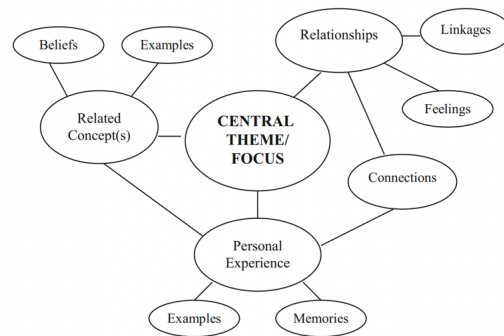 Beliefs
Examples
Relationships
Linkages
Related
Concept(s)
CENTRAL
THEME/
FOCUS
Feelings
Connections
Personal
Experience
Examples
Memories